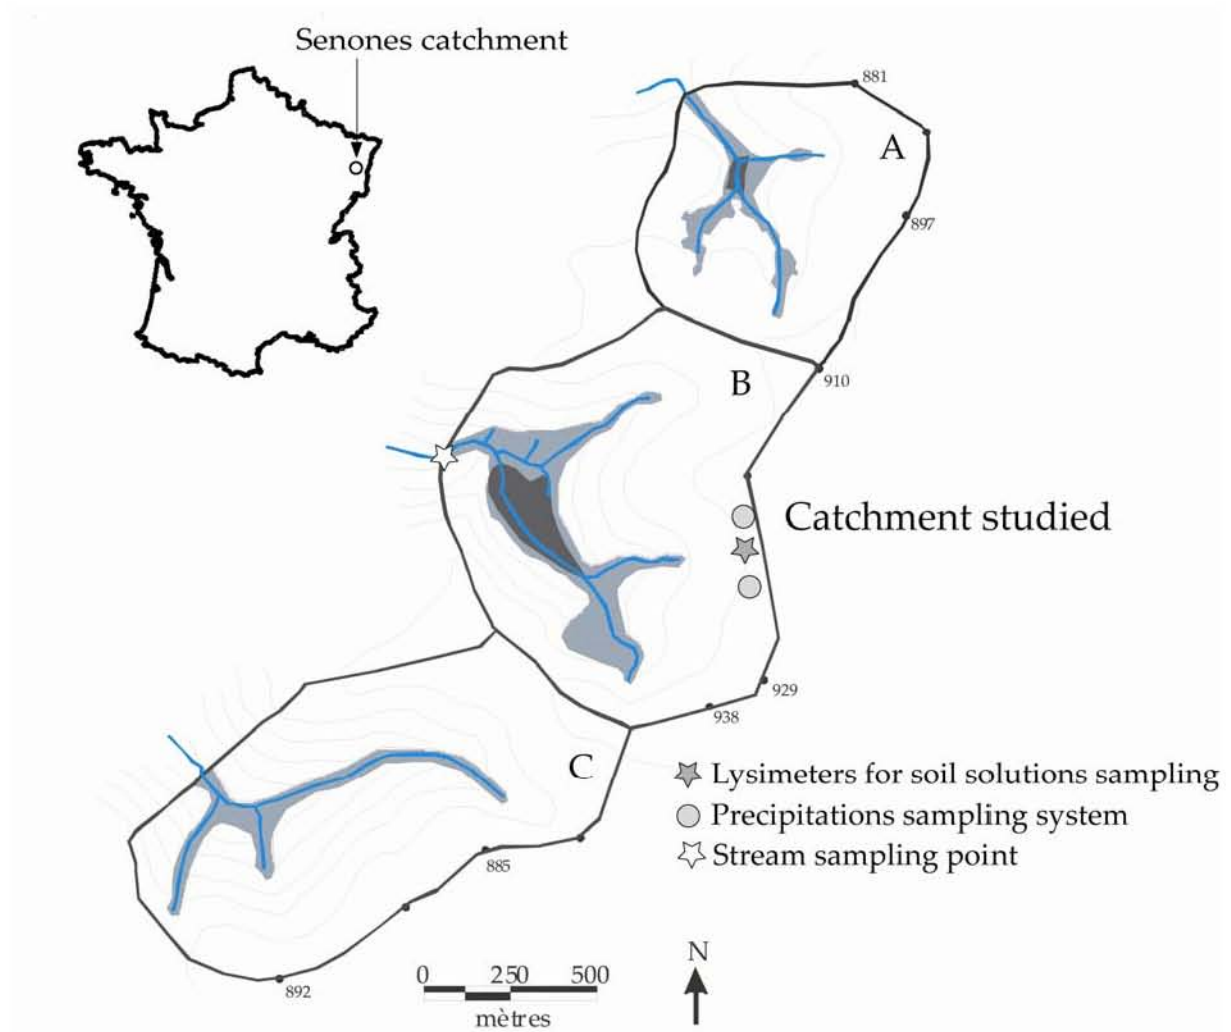 Senones catchment
881
A
897
B
910
Catchment studied
929
938
C
Lysimeters for soil solutions sampling
Precipitations sampling system
Stream sampling point
885
892
0 250 500
mètres
N